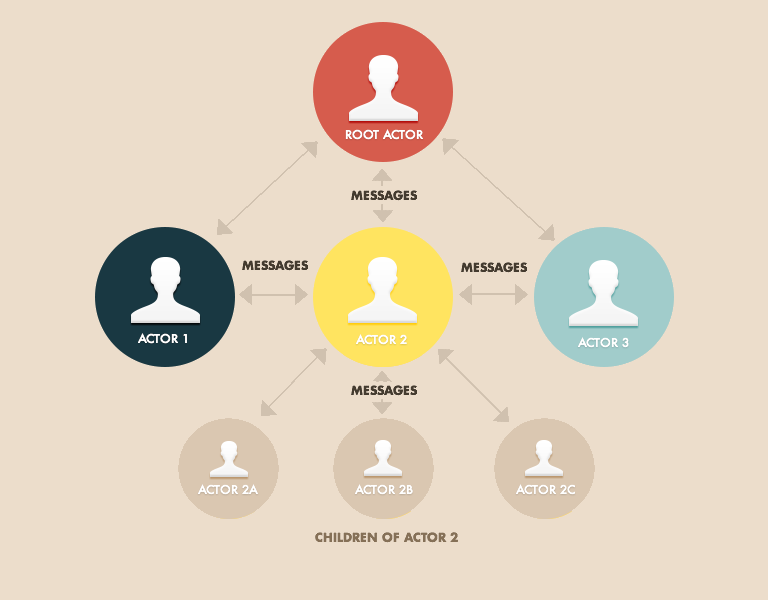 ROOT ACTOR
MESSAGES
MESSAGES
MESSAGES
ACTOR 1
ACTOR 2
ACTOR 3
MESSAGES
ACTOR 2A
ACTOR 2B
ACTOR 2C
CHILDREN OF ACTOR 2